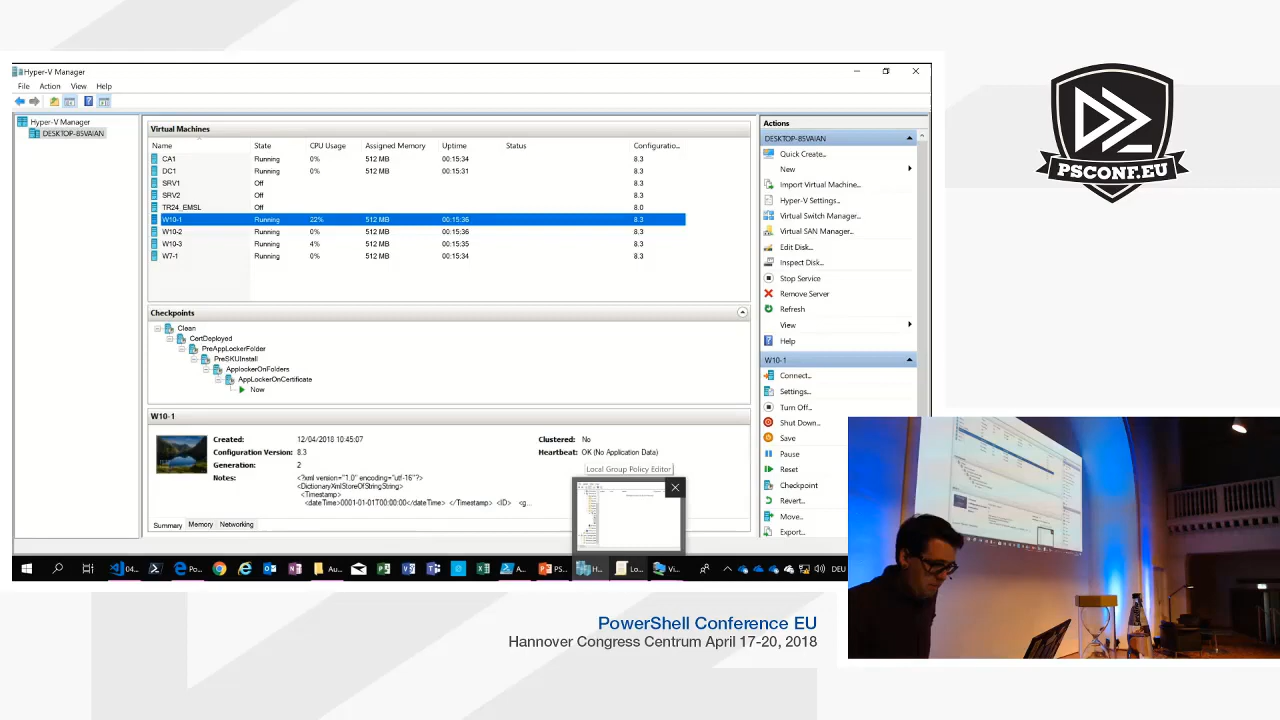 Hyper-V Manager
File Action View Help
Hyper-V Manager
DESKTOP-85VAIAN
Virtual Machines
Name State CPU Usage Assigned Memory Uptime Status Configuratio...
CA1 Running 0% 512 MB 00:15:34 8.3
DC1 Running 0% 512 MB 00:15:31 8.3
SRV1 Off 8.3
SRV2 Off 8.3
TR24_EMSL Off 8.0
W10-1 Running 22% 512 MB 00:15:36 8.3
W10-2 Running 0% 512 MB 00:15:36 8.3
W10-3 Running 4% 512 MB 00:15:35 8.3
W7-1 Running 0% 512 MB 00:15:34 8.3
Checkpoints
Clean
CertDeployed
PreAppLockerFolder
PreSKUInstall
ApplockerOnFolders
AppLockerOnCertificate
Now
W10-1
Created: 12/04/2018 10:45:07
Configuration Version: 8.3
Generation: 2
Notes: <?xml version="1.0" encoding="utf-16"?>
<DictionaryXmlStoreOfStringString>
<Timestamp>
<dateTime>0001-01-01T00:00:00</dateTime> </Timestamp> <ID> <g...
Clustered: No
Heartbeat: OK (No Application Data)
Summary Memory Networking
Local Group Policy Editor
Actions
DESKTOP-85VAIAN
Quick Create...
New
Import Virtual Machine...
Hyper-V Settings...
Virtual Switch Manager...
Virtual SAN Manager...
Edit Disk...
Inspect Disk...
Stop Service
Remove Server
Refresh
View
Help
W10-1
Connect...
Settings...
Turn Off...
Shut Down...
Save
Pause
Reset
Checkpoint
Revert...
Move...
Export...
04... Po... Au... A... PS... H... Lo... Vi... DEU
PSCONF.EU
PowerShell Conference EU
Hannover Congress Centrum April 17-20, 2018